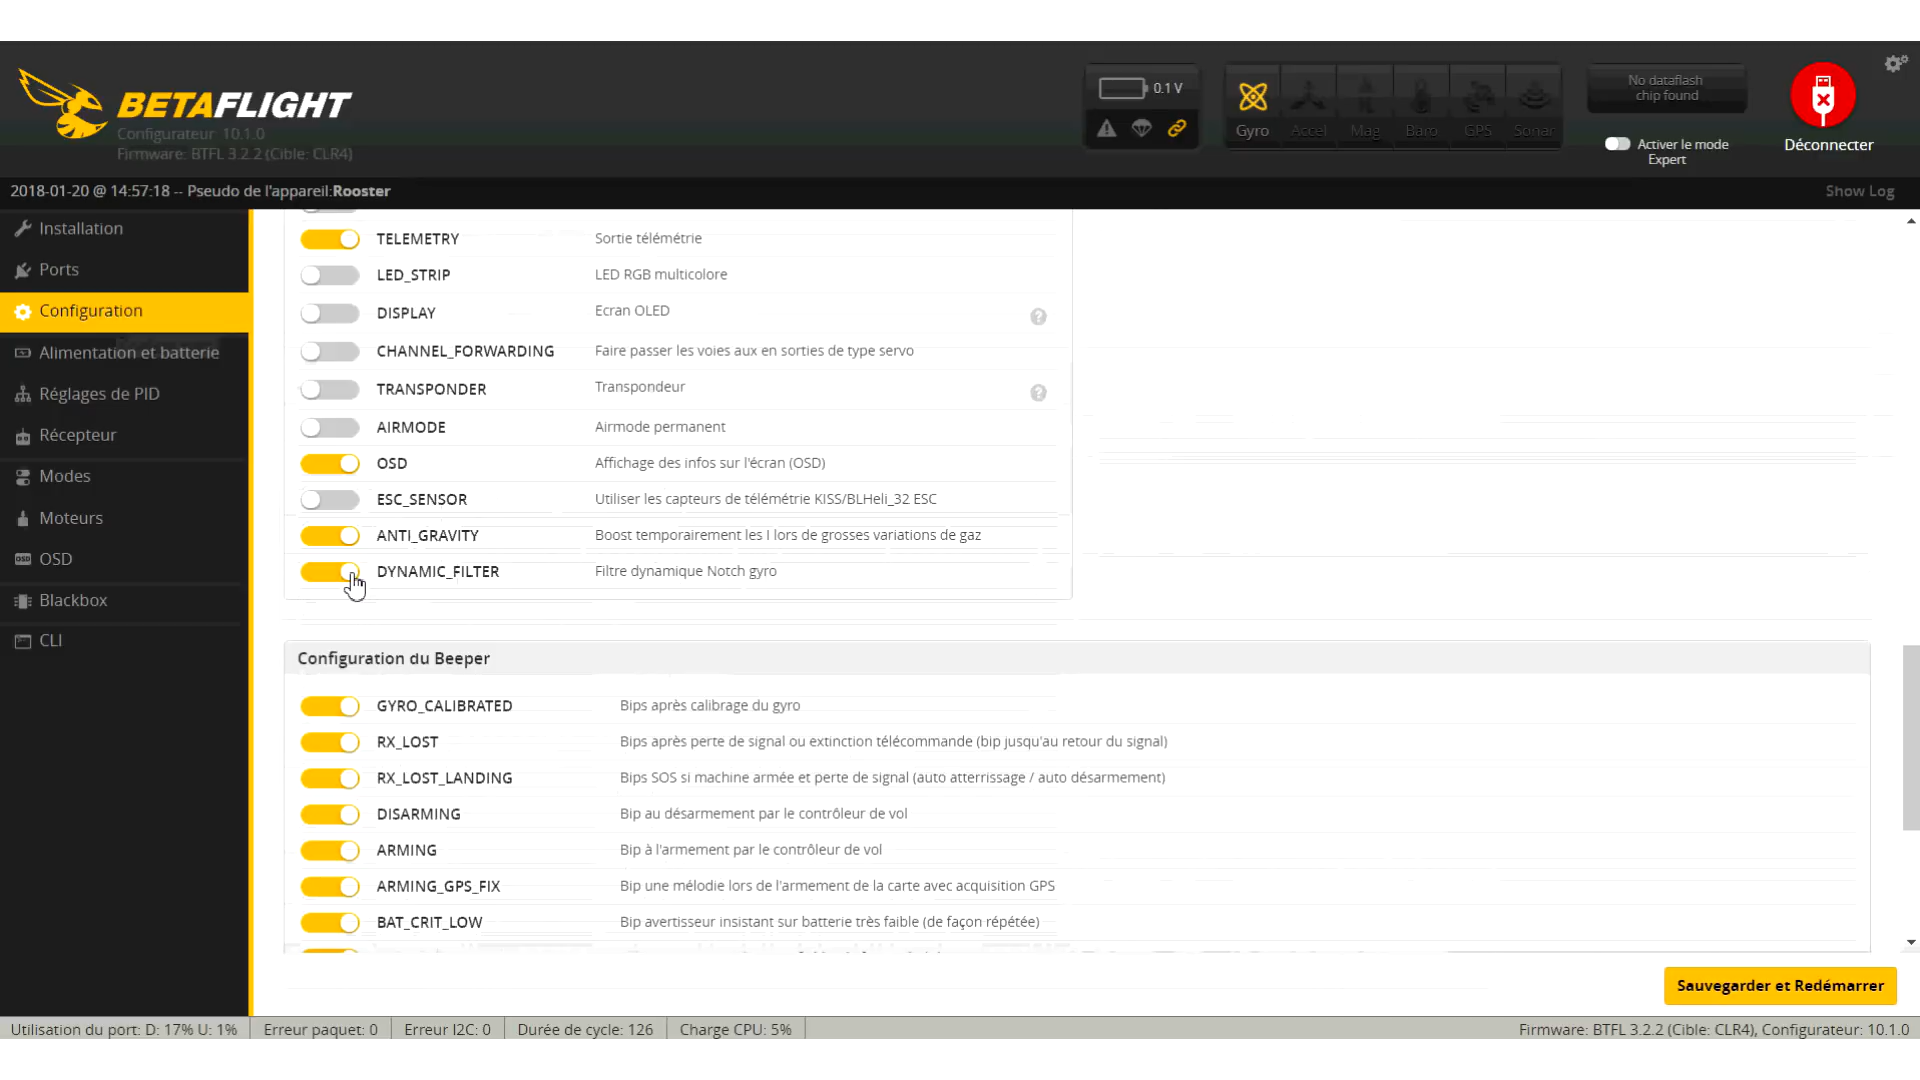 BETAFLIGHT
Configurateur 10.1.0
Firmware: BTFL 3.2.2 (Cible: CLR4)
0.1 V
Gyro
Accel
Mag
Baro
GPS
Sonar
No dataflash
chip found
Activer le mode
Expert
Déconnecter
2018-01-20 @ 14:57:18 -- Pseudo de l'appareil:Rooster
Show Log
Installation
Ports
Configuration
Alimentation et batterie
Réglages de PID
Récepteur
Modes
Moteurs
OSD
Blackbox
CLI
TELEMETRY Sortie télémétrie
LED_STRIP LED RGB multicolore
DISPLAY Ecran OLED ?
CHANNEL_FORWARDING Faire passer les voies aux en sorties de type servo
TRANSPONDER Transpondeur ?
AIRMODE Airmode permanent
OSD Affichage des infos sur l'écran (OSD)
ESC_SENSOR Utiliser les capteurs de télémétrie KISS/BLHeli_32 ESC
ANTI_GRAVITY Boost temporairement les I lors de grosses variations de gaz
DYNAMIC_FILTER Filtre dynamique Notch gyro
Configuration du Beeper
GYRO_CALIBRATED Bips après calibrage du gyro
RX_LOST Bips après perte de signal ou extinction télécommande (bip jusqu'au retour du signal)
RX_LOST_LANDING Bips SOS si machine armée et perte de signal (auto atterrissage / auto désarmement)
DISARMING Bip au désarmement par le contrôleur de vol
ARMING Bip à l'armement par le contrôleur de vol
ARMING_GPS_FIX Bip une mélodie lors de l'armement de la carte avec acquisition GPS
BAT_CRIT_LOW Bip avertisseur insistant sur batterie très faible (de façon répétée)
Sauvegarder et Redémarrer
Utilisation du port: D: 17% U: 1% Erreur paquet: 0 Erreur I2C: 0 Durée de cycle: 126 Charge CPU: 5% Firmware: BTFL 3.2.2 (Cible: CLR4), Configurateur: 10.1.0